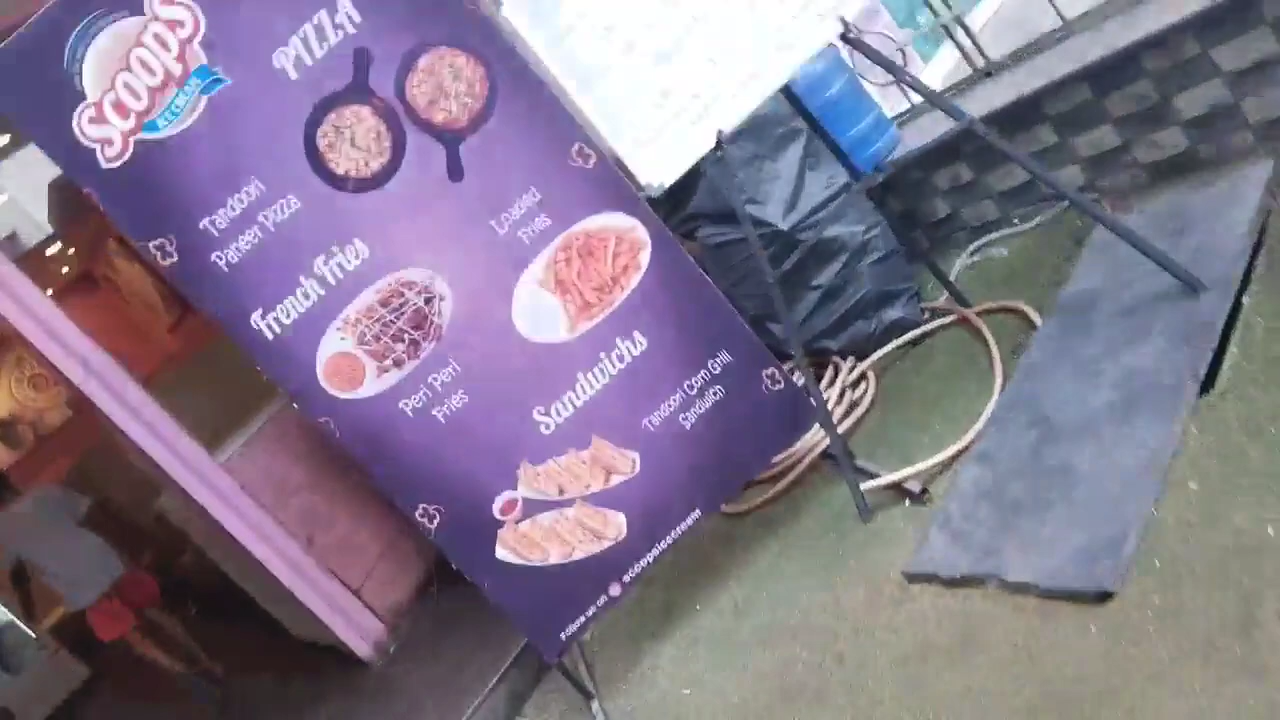 Scoops
ICE CREAM
PIZZA
Tandoori
Paneer Pizza
French Fries
Loaded
Fries
Peri Peri
Fries
Sandwichs
Tandoori Corn Grill
Sandwich
Follow us on scoopsicecream